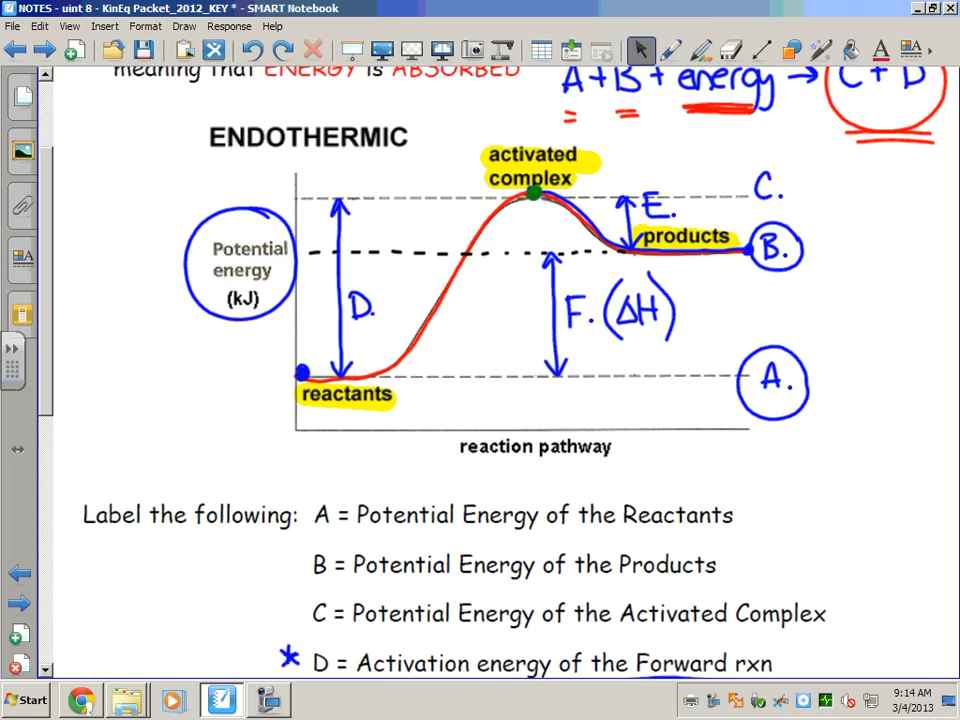 NOTES - uint 8 - KinEq Packet_2012_KEY * - SMART Notebook
File Edit View Insert Format Draw Response Help
meaning that ENERGY is ABSORBED
A + B + energy → C + D
ENDOTHERMIC
activated
complex
C.
E.
products
B.
Potential
energy
(kJ)
D.
F. (ΔH)
A.
reactants
reaction pathway
Label the following: A = Potential Energy of the Reactants
B = Potential Energy of the Products
C = Potential Energy of the Activated Complex
* D = Activation energy of the Forward rxn
Start
9:14 AM
3/4/2013